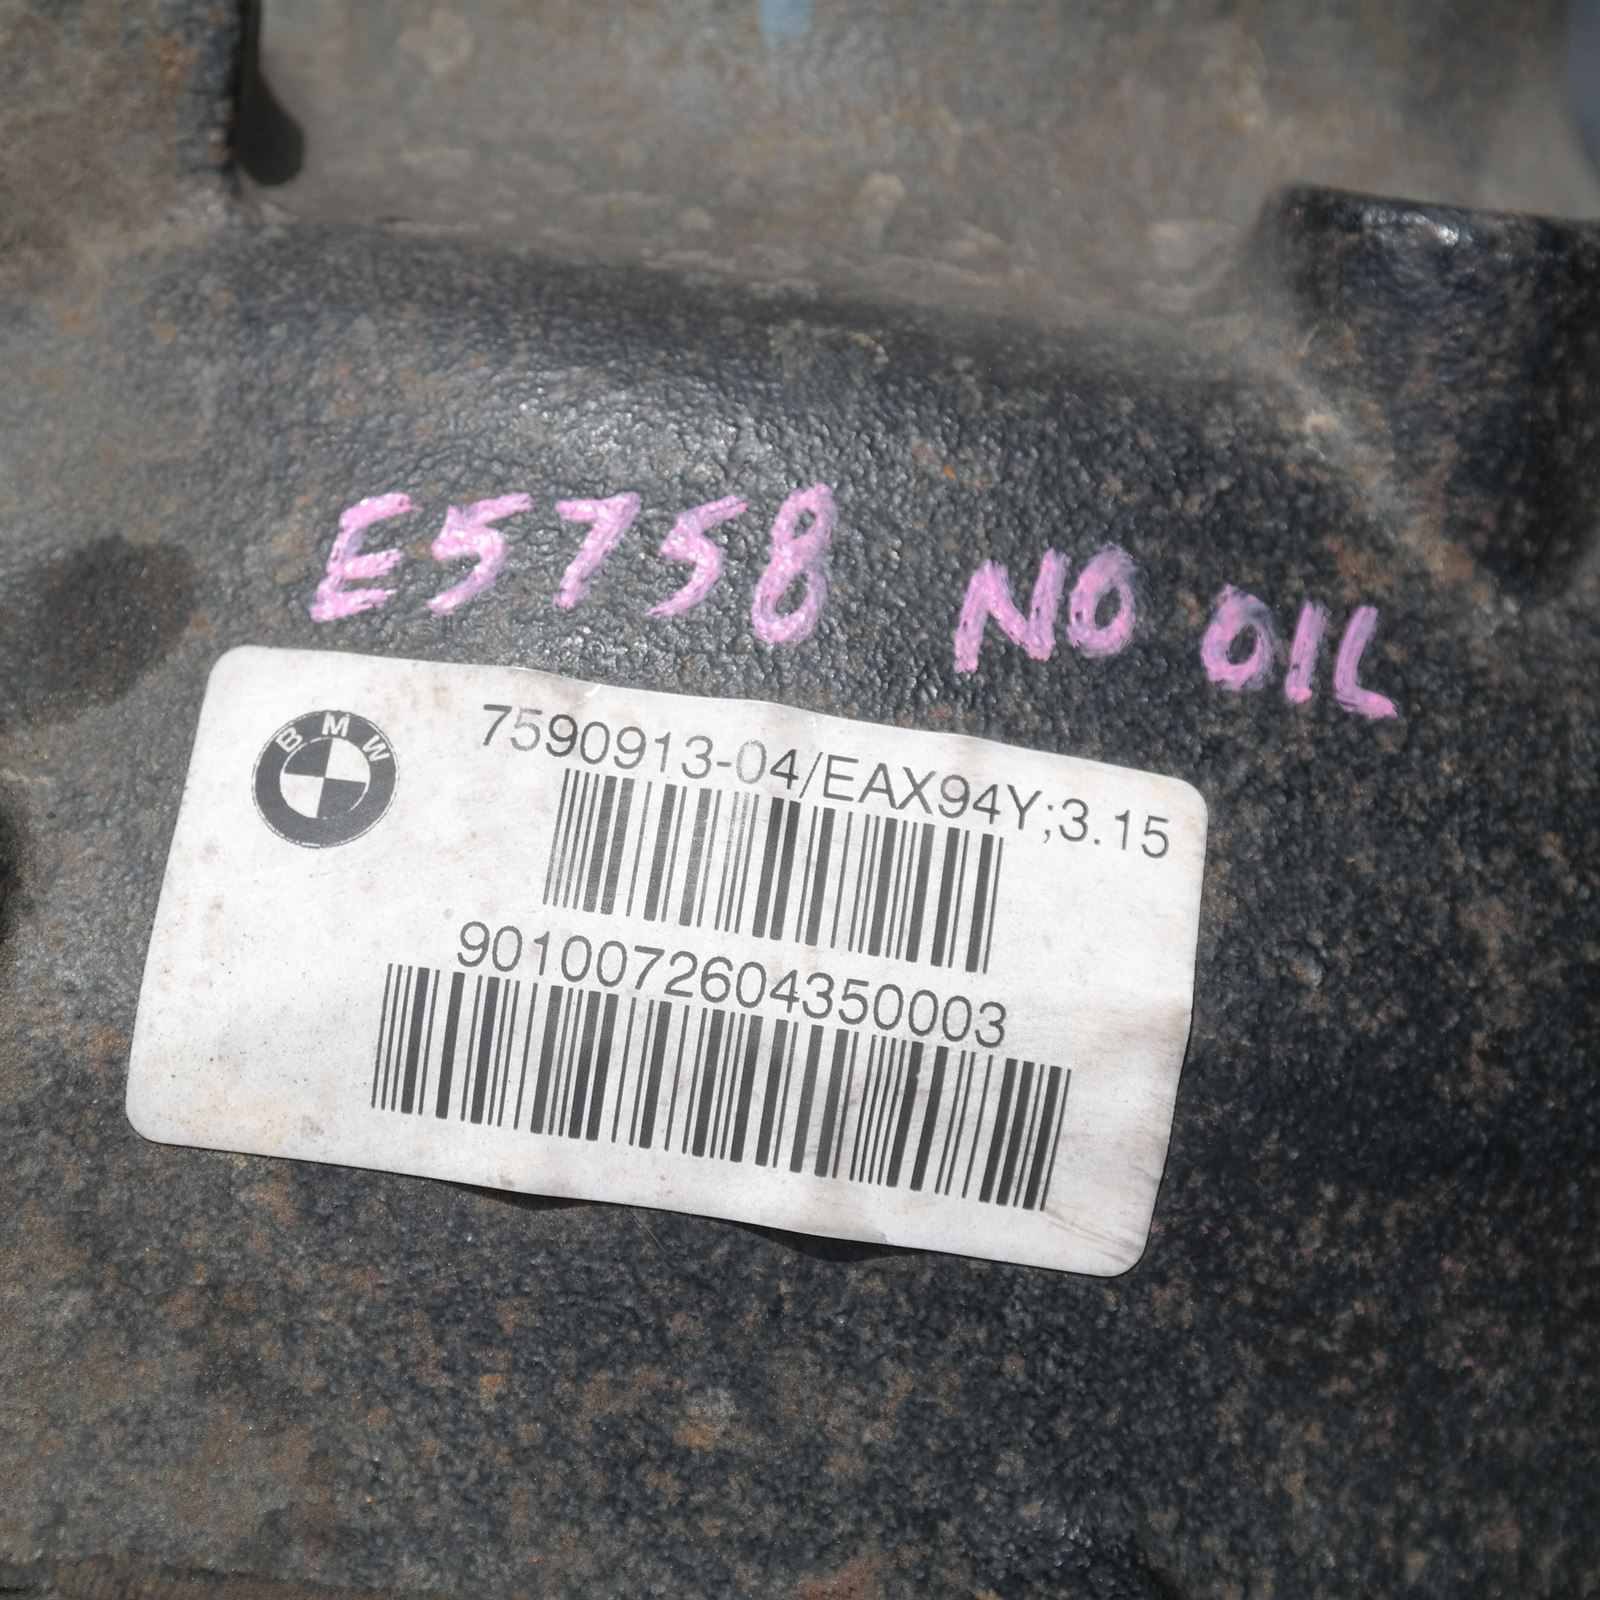 E5758 NO OIL
BMW
7590913-04/EAX94Y;3.15
9010072604350003